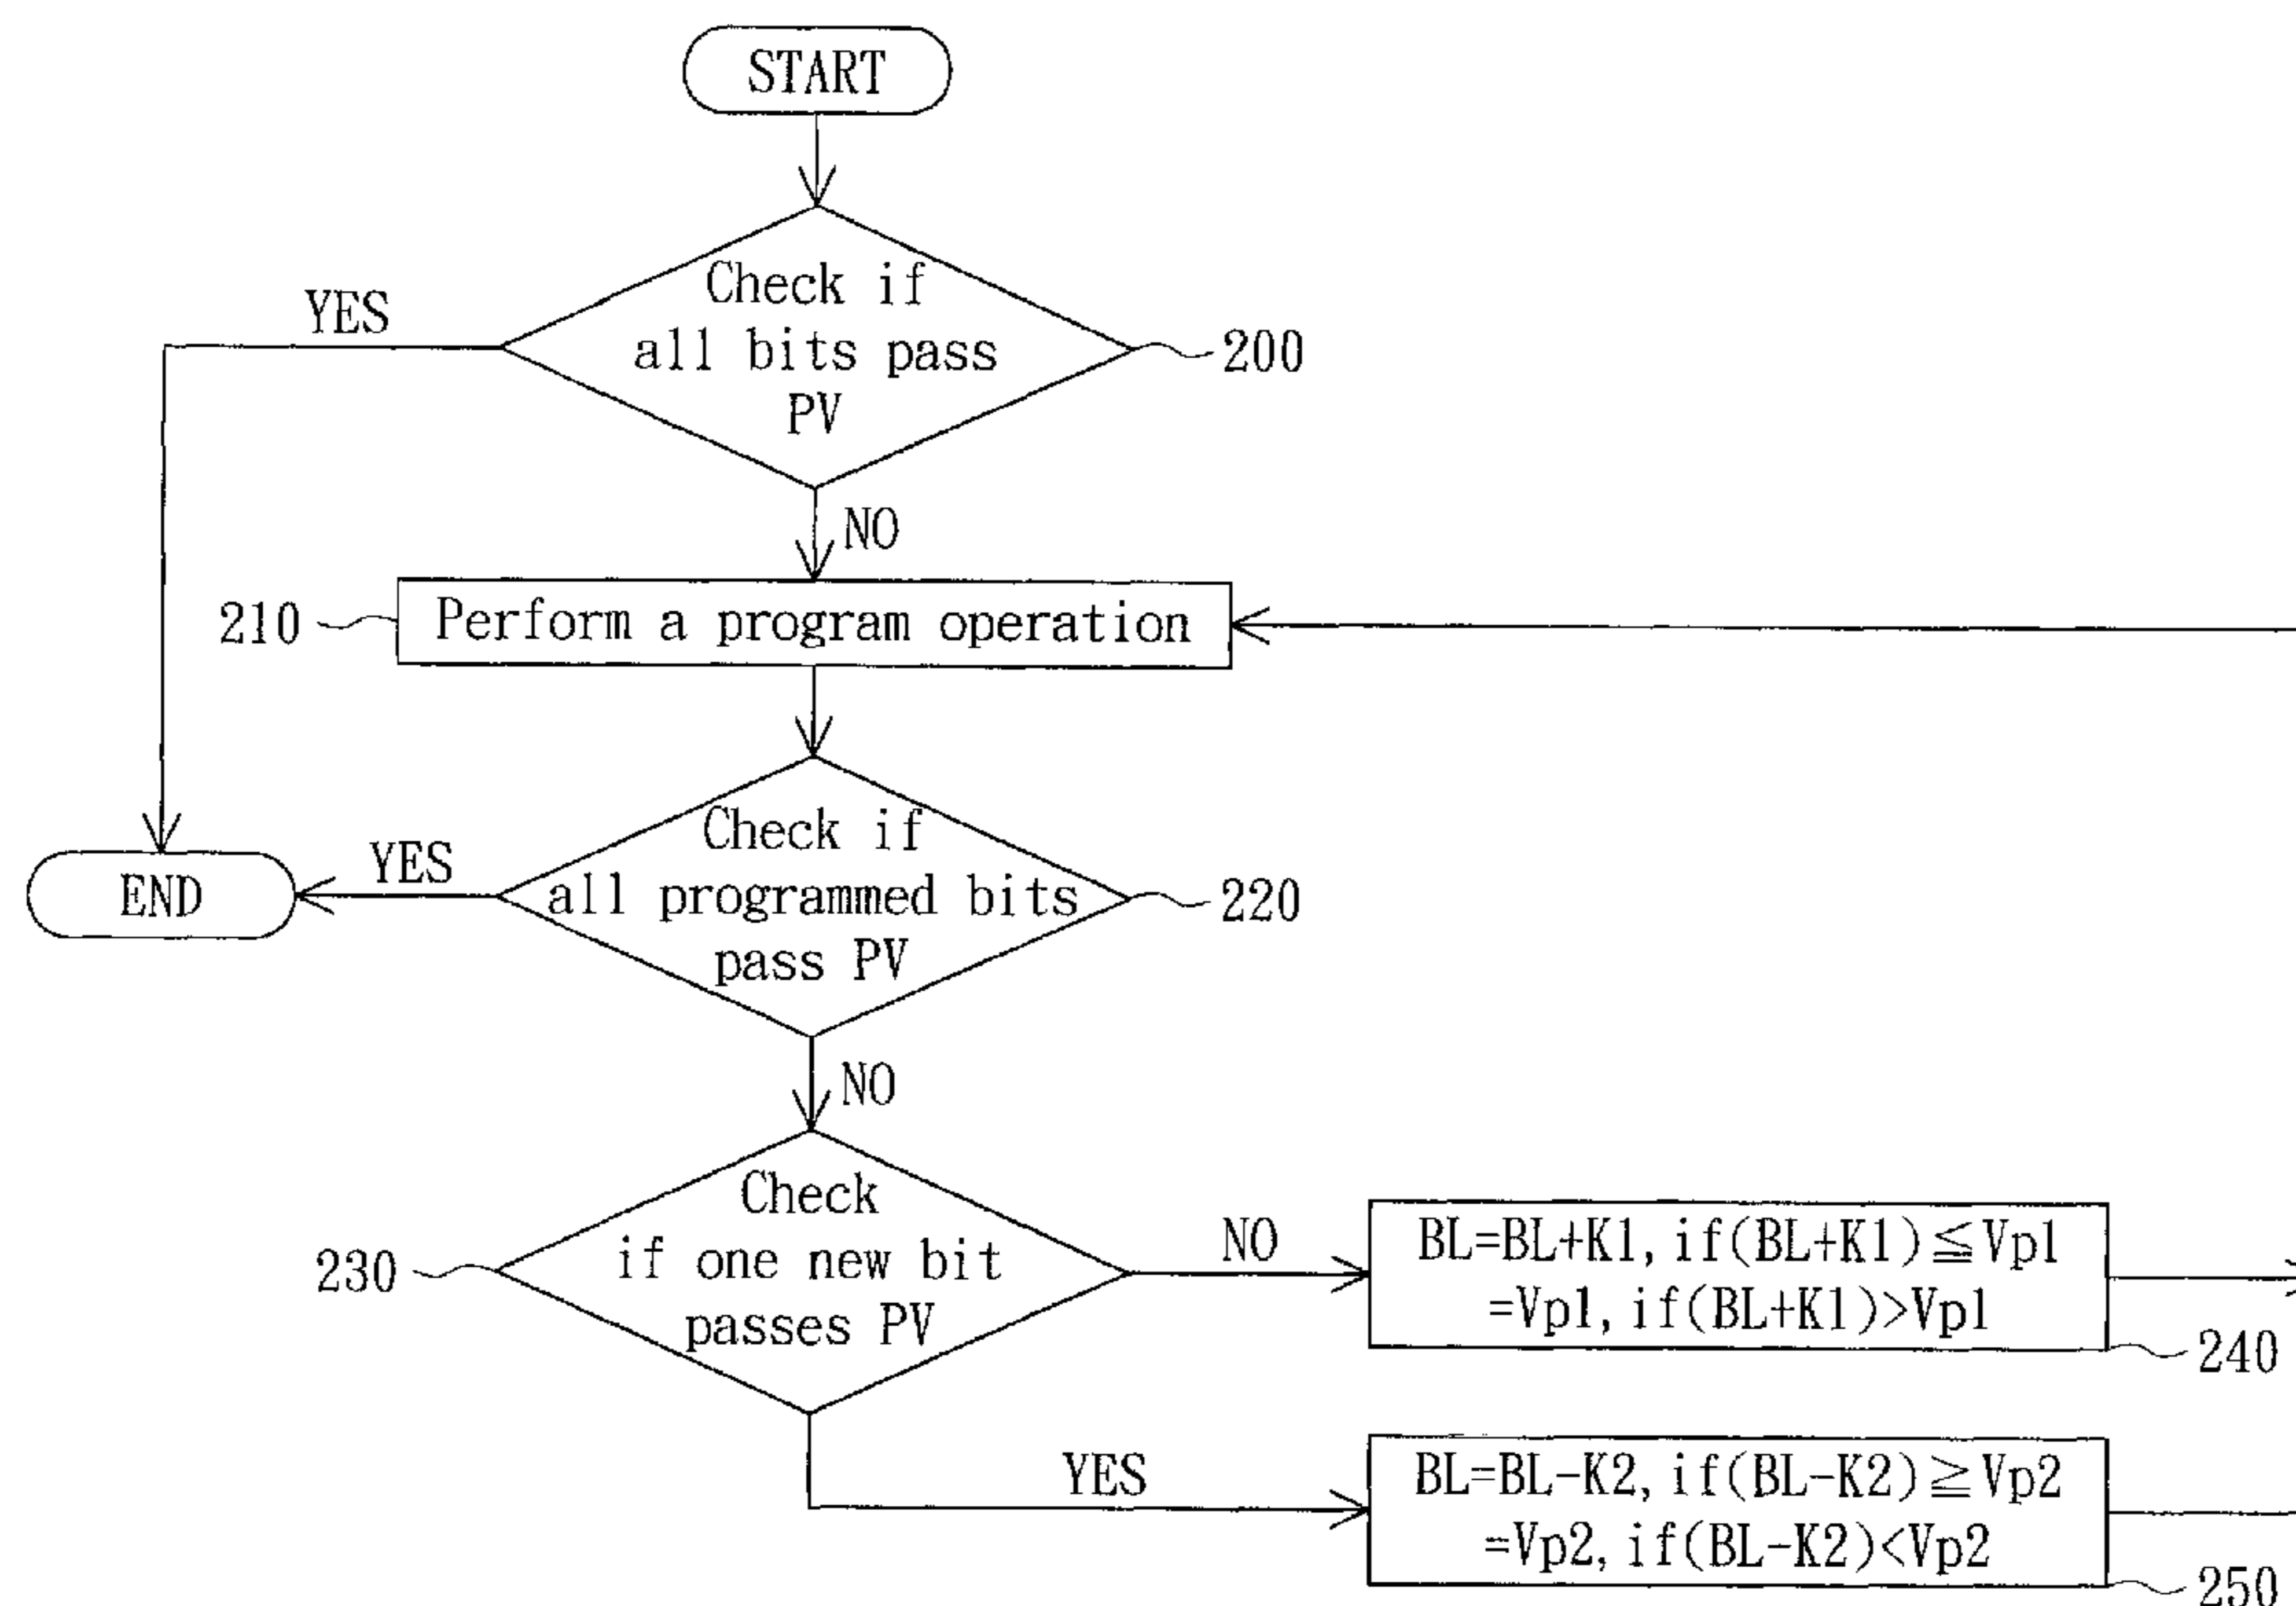 START
Check if
all bits pass
PV
YES
200
NO
210
Perform a program operation
Check if
all programmed bits
pass PV
YES
END
220
NO
Check
if one new bit
passes PV
230
NO
BL=BL+K1, if(BL+K1)≦Vp1
=Vp1, if(BL+K1)>Vp1
240
YES
BL=BL-K2, if(BL-K2)≧Vp2
=Vp2, if(BL-K2)<Vp2
250